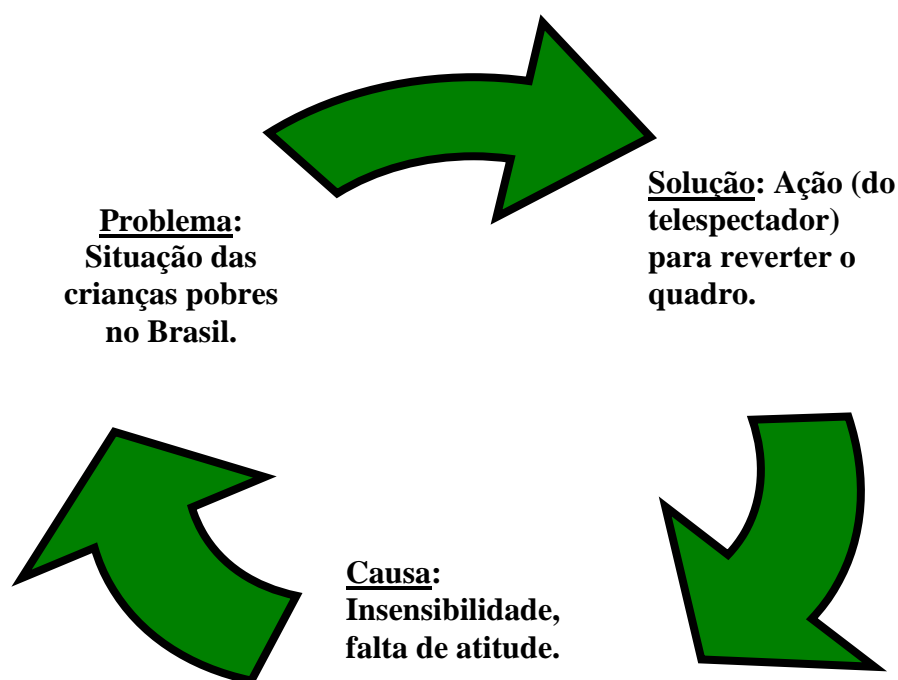 Problema:
Situação das
crianças pobres
no Brasil.
Solução: Ação (do
telespectador)
para reverter o
quadro.
Causa:
Insensibilidade,
falta de atitude.